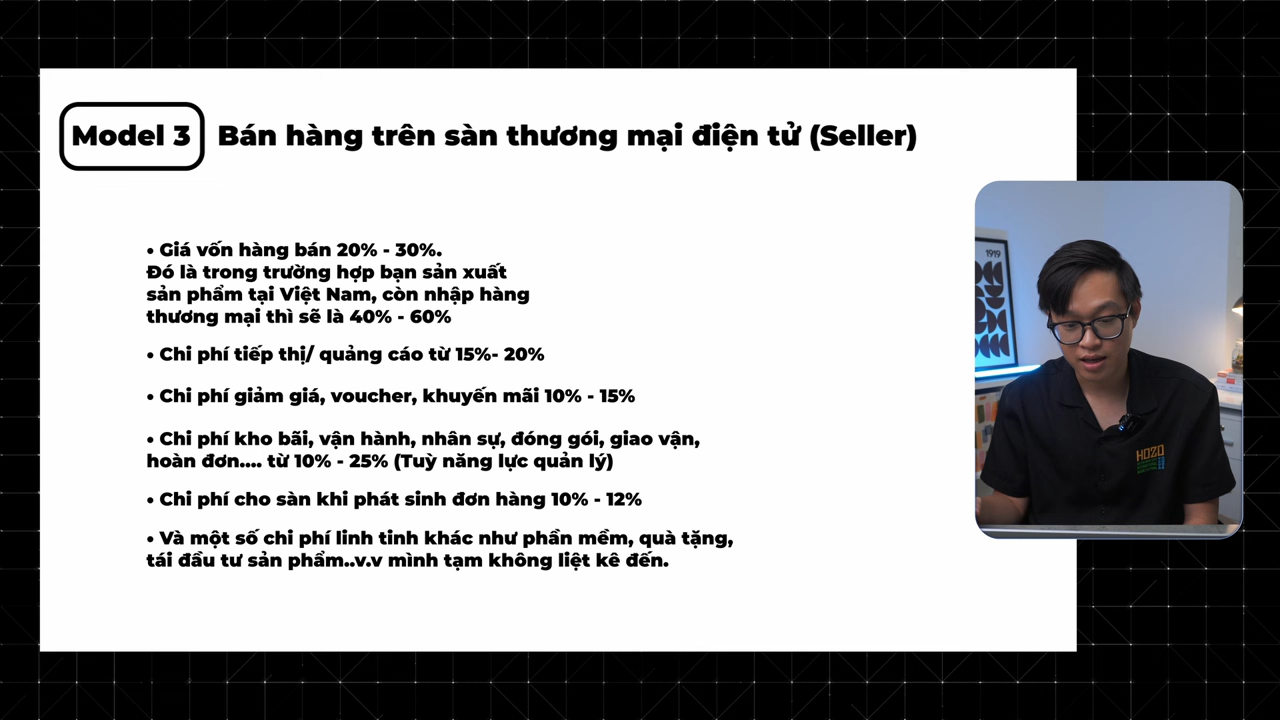 Model 3
Bán hàng trên sàn thương mại điện tử (Seller)
• Giá vốn hàng bán 20% - 30%.
Đó là trong trường hợp bạn sản xuất
sản phẩm tại Việt Nam, còn nhập hàng
thương mại thì sẽ là 40% - 60%
• Chi phí tiếp thị/ quảng cáo từ 15%- 20%
• Chi phí giảm giá, voucher, khuyến mãi 10% - 15%
• Chi phí kho bãi, vận hành, nhân sự, đóng gói, giao vận,
hoàn đơn.... từ 10% - 25% (Tuỳ năng lực quản lý)
• Chi phí cho sàn khi phát sinh đơn hàng 10% - 12%
• Và một số chi phí linh tinh khác như phần mềm, quà tặng,
tái đầu tư sản phẩm..v.v mình tạm không liệt kê đến.
1919
HOZO